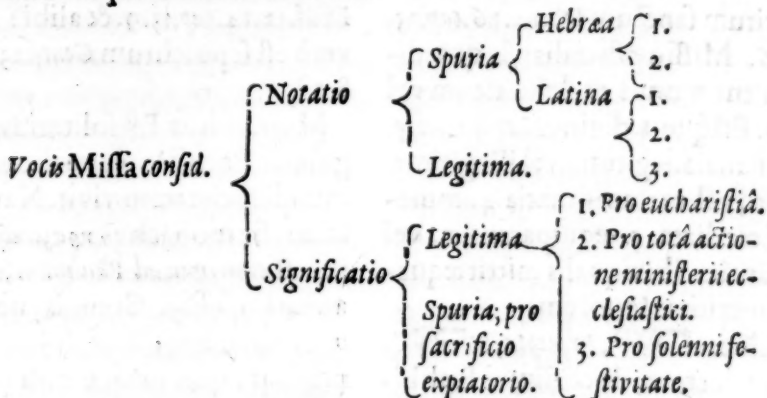 Vocis Missa consid.
Notatio
Spuria
Hebræa
1.
2.
Latina
1.
2.
3.
Legitima.
Significatio
Legitima
1. Pro eucharistiâ.
2. Pro totâ actio-
ne ministerii ec-
clesiastici.
3. Pro solenni fe-
stivitate.
Spuria; pro
sacrificio
expiatorio.